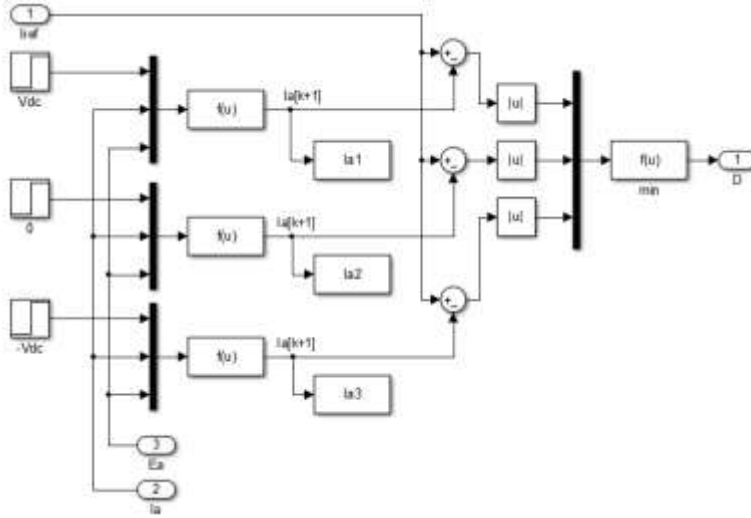 1
Iref
Vdc
f(u)
Ia[k+1]
Ia1
+
-
|u|
0
f(u)
Ia[k+1]
Ia2
+
-
|u|
f(u)
min
1
D
-Vdc
f(u)
Ia[k+1]
Ia3
+
-
|u|
3
Ea
2
Ia